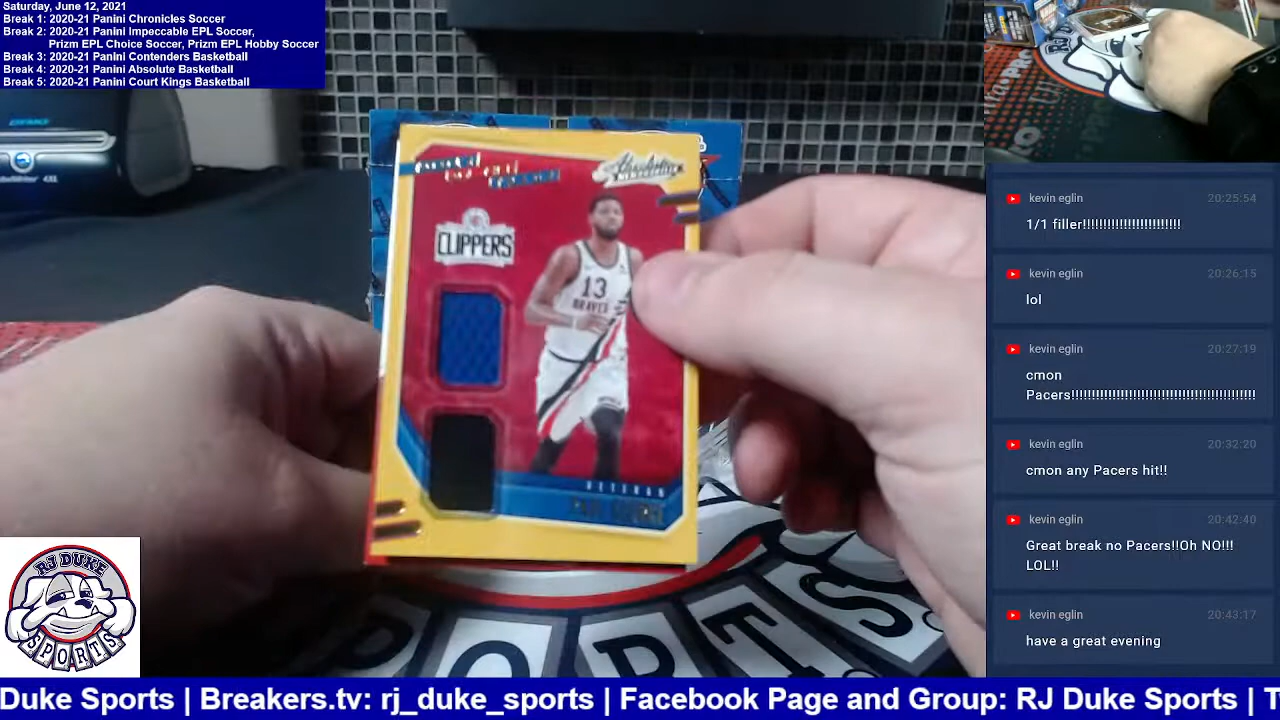 Saturday, June 12, 2021
Break 1: 2020-21 Panini Chronicles Soccer
Break 2: 2020-21 Panini Impeccable EPL Soccer,
Prizm EPL Choice Soccer, Prizm EPL Hobby Soccer
Break 3: 2020-21 Panini Contenders Basketball
Break 4: 2020-21 Panini Absolute Basketball
Break 5: 2020-21 Panini Court Kings Basketball
Absolute
CLIPPERS
13
BRAVES
VETERAN
RJ DUKE
SPORTS
PORTS.
kevin eglin 20:25:54
1/1 filler!!!!!!!!!!!!!!!!!!!!!!!
kevin eglin 20:26:15
lol
kevin eglin 20:27:19
cmon
Pacers!!!!!!!!!!!!!!!!!!!!!!!!!!!!!!!!!!!!!!!!!!!!!
kevin eglin 20:32:20
cmon any Pacers hit!!
kevin eglin 20:42:40
Great break no Pacers!!Oh NO!!!
LOL!!
kevin eglin 20:43:17
have a great evening
Duke Sports | Breakers.tv: rj_duke_sports | Facebook Page and Group: RJ Duke Sports | T